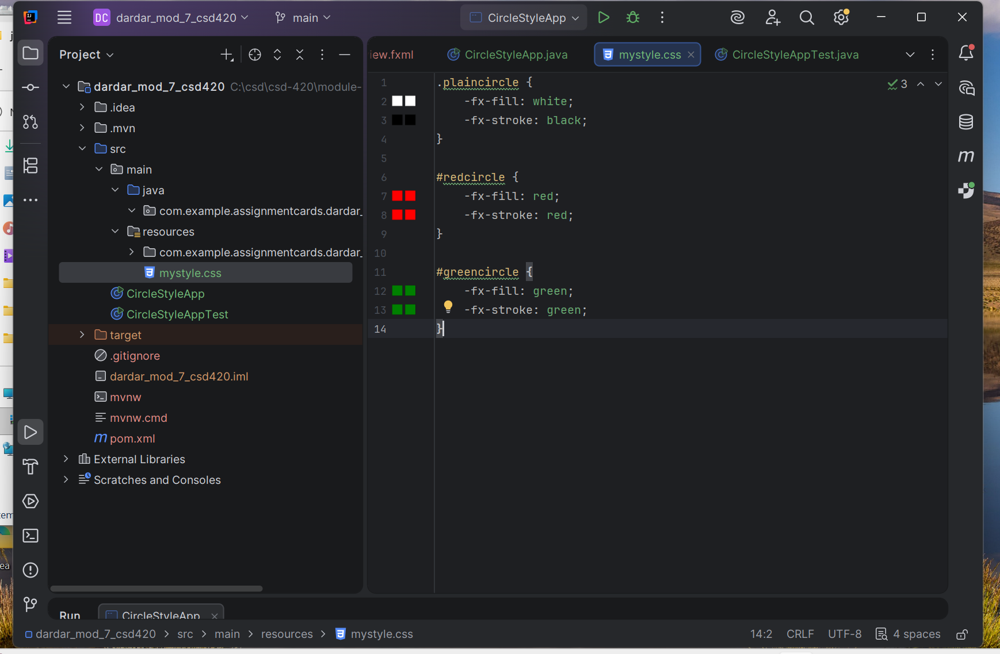 DC dardar_mod_7_csd420 main CircleStyleApp
Project
iew.fxml CircleStyleApp.java mystyle.css CircleStyleAppTest.java
dardar_mod_7_csd420 C:\csd\csd-420\module-
.idea
.mvn
src
main
java
com.example.assignmentcards.dardar_
resources
com.example.assignmentcards.dardar_
mystyle.css
CircleStyleApp
CircleStyleAppTest
target
.gitignore
dardar_mod_7_csd420.iml
mvnw
mvnw.cmd
m pom.xml
External Libraries
Scratches and Consoles
3
1 .plaincircle {
2 -fx-fill: white;
3 -fx-stroke: black;
4 }
5
6 #redcircle {
7 -fx-fill: red;
8 -fx-stroke: red;
9 }
10
11 #greencircle {
12 -fx-fill: green;
13 -fx-stroke: green;
14 }
m
Run CircleStyleApp
dardar_mod_7_csd420 > src > main > resources > mystyle.css 14:2 CRLF UTF-8 4 spaces